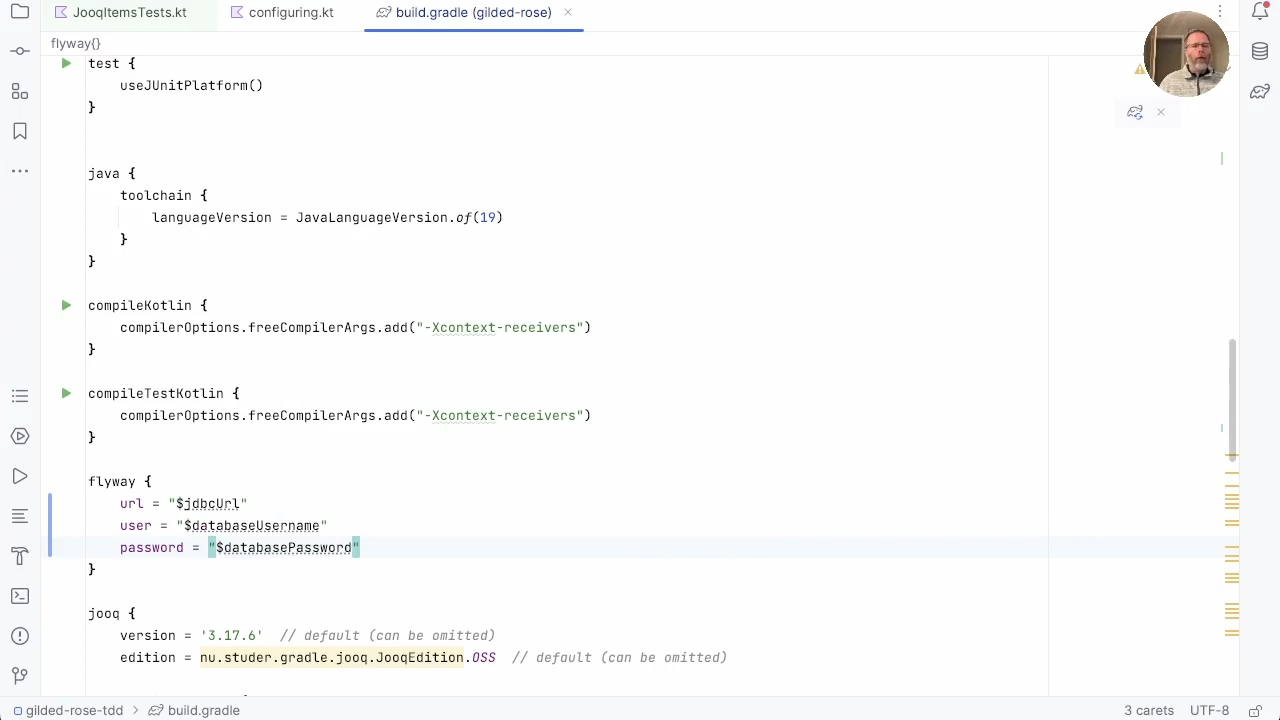 JooqItemsTests.kt configuring.kt build.gradle (gilded-rose)
flyway{}
test {
useJUnitPlatform()
}
java {
toolchain {
languageVersion = JavaLanguageVersion.of(19)
}
}
compileKotlin {
compilerOptions.freeCompilerArgs.add("-Xcontext-receivers")
}
compileTestKotlin {
compilerOptions.freeCompilerArgs.add("-Xcontext-receivers")
}
flyway {
url = "$jdbcUrl"
user = "$databaseUsername"
password = "$databasePassword"
}
jooq {
version = '3.17.6' // default (can be omitted)
edition = nu.studer.gradle.jooq.JooqEdition.OSS // default (can be omitted)
gilded-rose-tdd > build.gradle 3 carets UTF-8